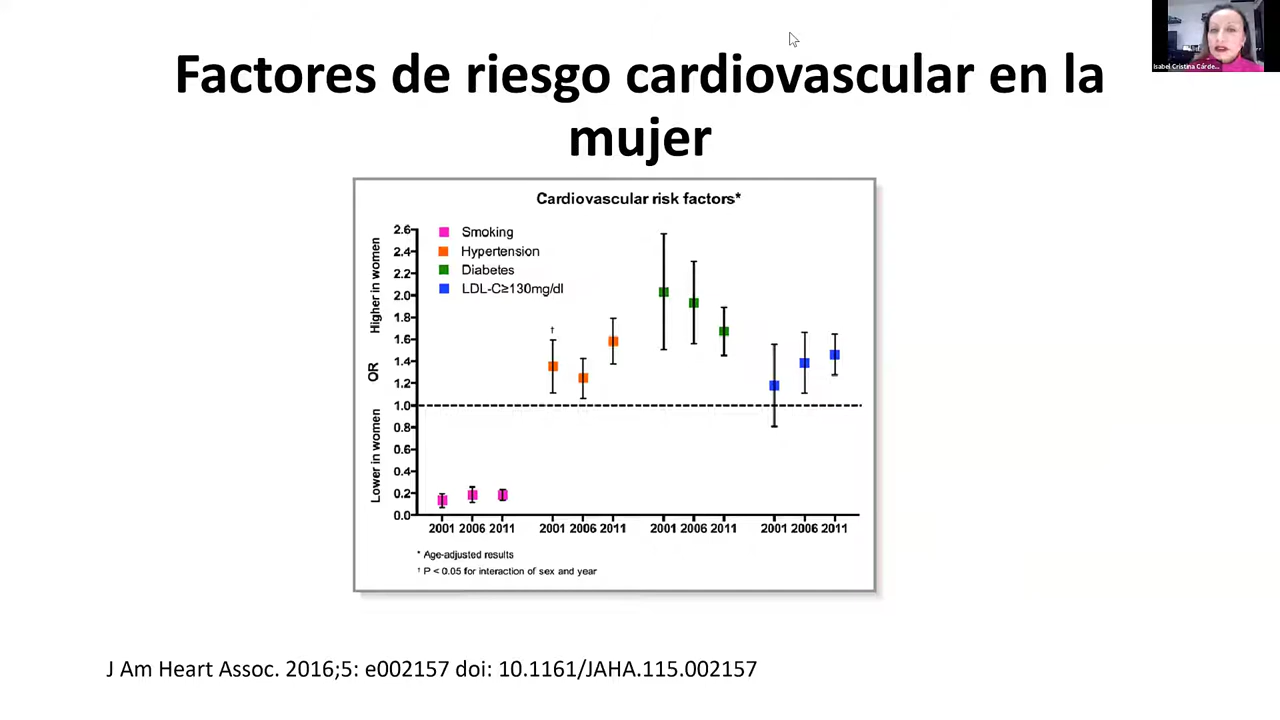 Factores de riesgo cardiovascular en la
mujer
Isabel Cristina Cárde...
Cardiovascular risk factors*
Higher in women
OR
Lower in women
2.6
2.4
2.2
2.0
1.8
1.6
1.4
1.2
1.0
0.8
0.6
0.4
0.2
0.0
Smoking
Hypertension
Diabetes
LDL-C≥130mg/dl
†
2001 2006 2011 2001 2006 2011 2001 2006 2011 2001 2006 2011
* Age-adjusted results
† P < 0.05 for interaction of sex and year
J Am Heart Assoc. 2016;5: e002157 doi: 10.1161/JAHA.115.002157